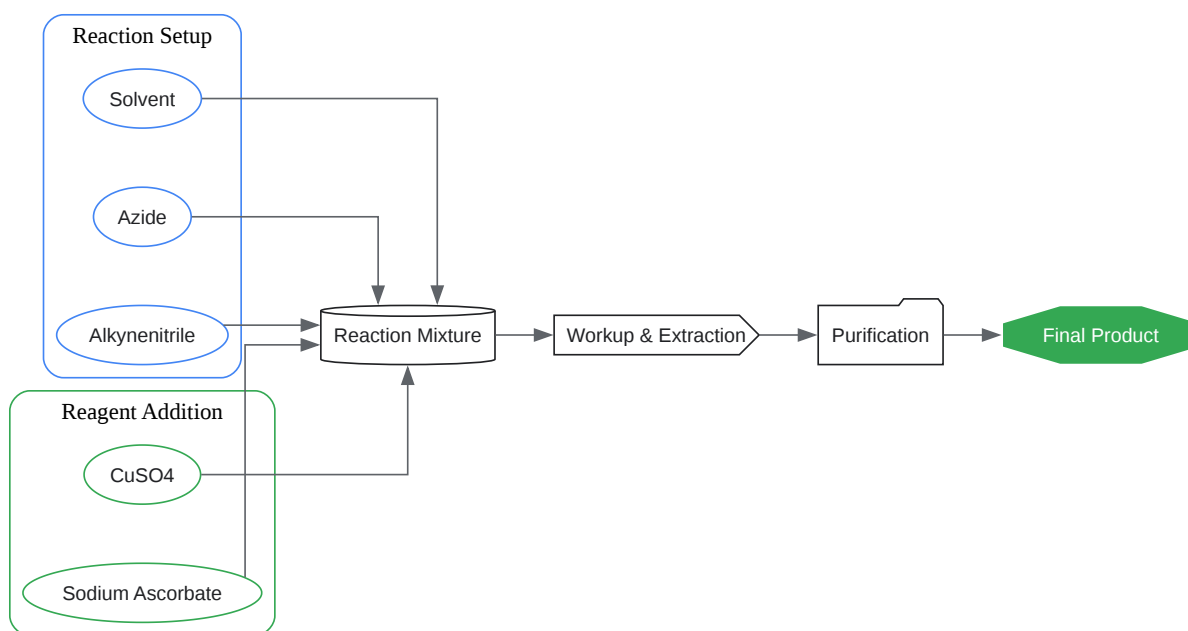 Reaction Setup
Solvent
Azide
Alkynenitrile
Reaction Mixture
Workup & Extraction
Purification
Final Product
Reagent Addition
CuSO4
Sodium Ascorbate